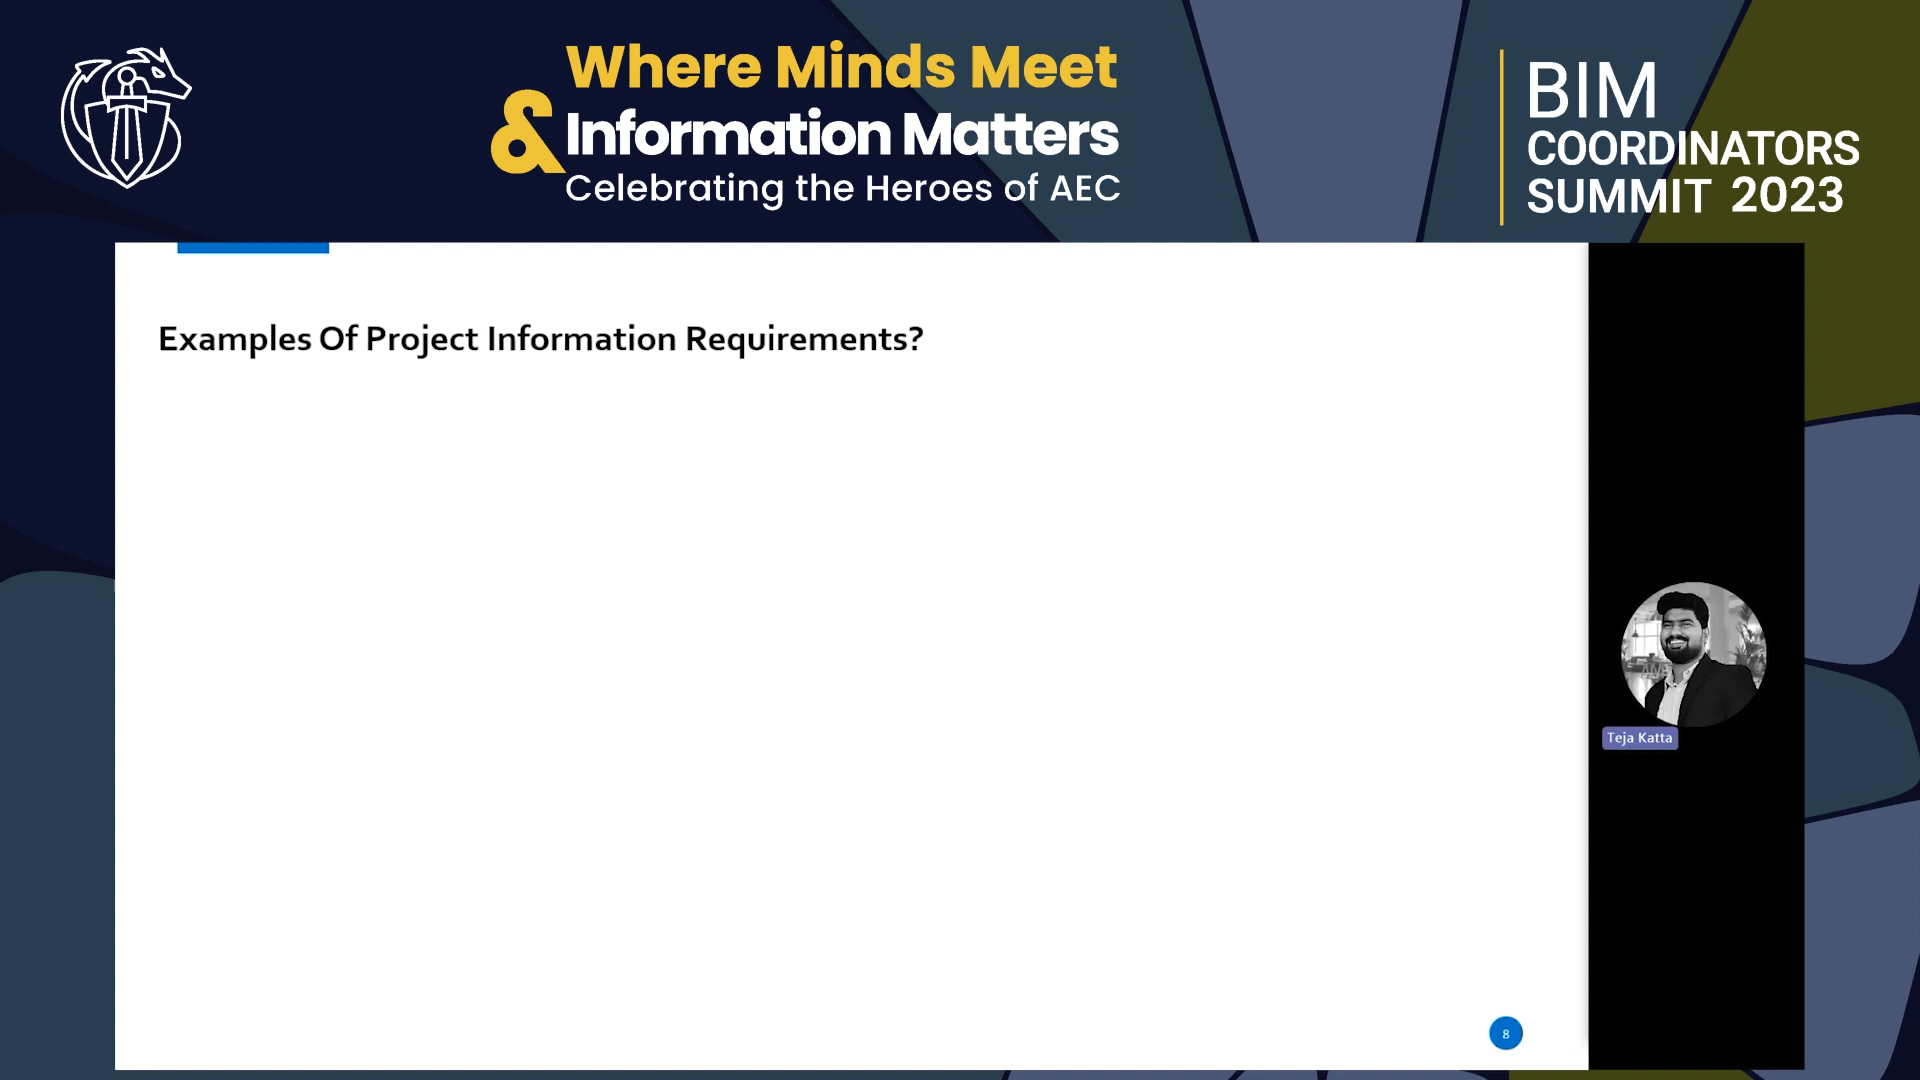 Where Minds Meet
& Information Matters
Celebrating the Heroes of AEC
BIM
COORDINATORS
SUMMIT 2023
Examples Of Project Information Requirements?
Teja Katta
8